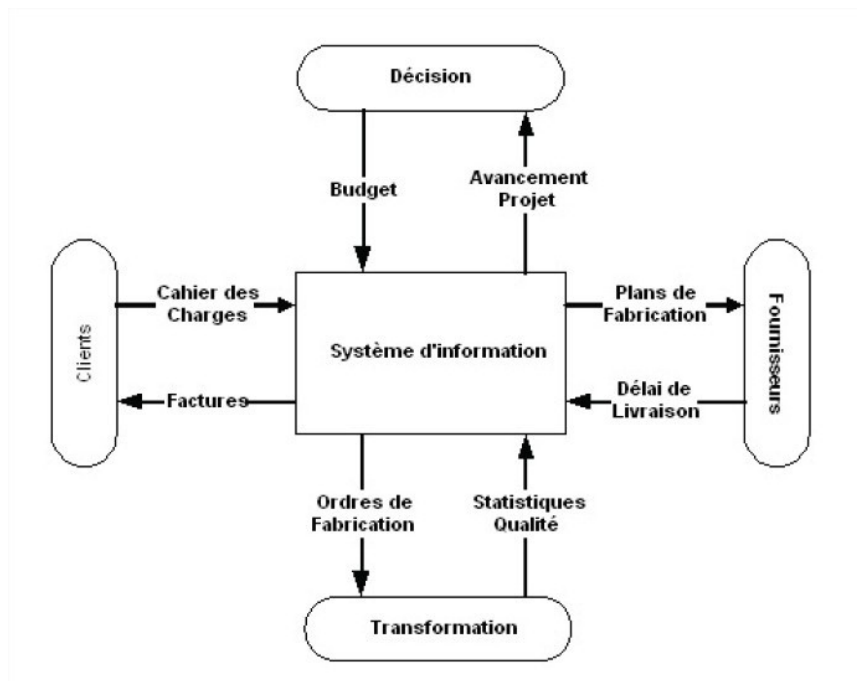 Décision
Budget
Avancement
Projet
Clients
Cahier des
Charges
Factures
Système d'information
Plans de
Fabrication
Délai de
Livraison
Fournisseurs
Ordres de
Fabrication
Statistiques
Qualité
Transformation